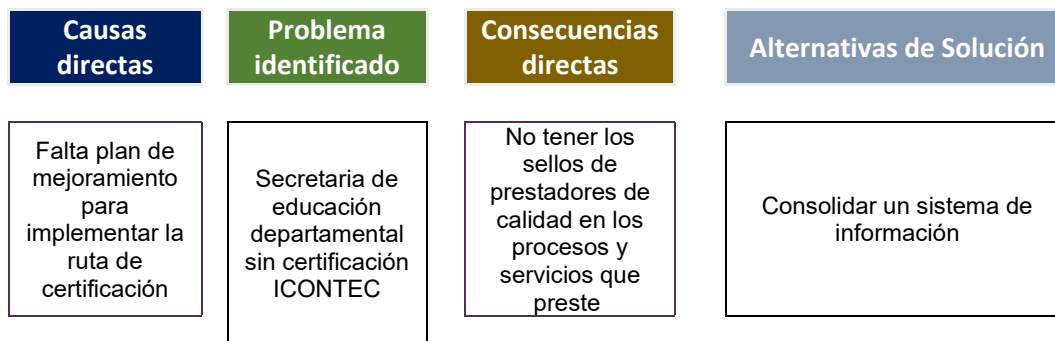 Causas
directas
Problema
identificado
Consecuencias
directas
Alternativas de Solución
Falta plan de
mejoramiento
para
implementar la
ruta de
certificación
Secretaria de
educación
departamental
sin certificación
ICONTEC
No tener los
sellos de
prestadores de
calidad en los
procesos y
servicios que
preste
Consolidar un sistema de
información